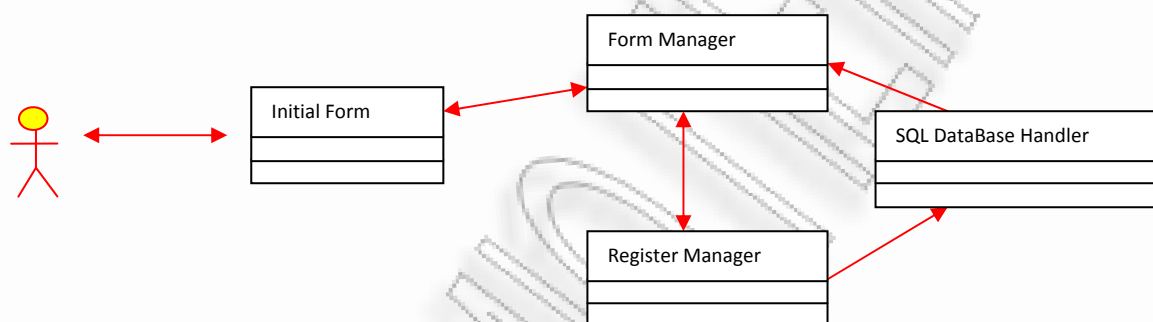 Form Manager
Initial Form
SQL DataBase Handler
Register Manager